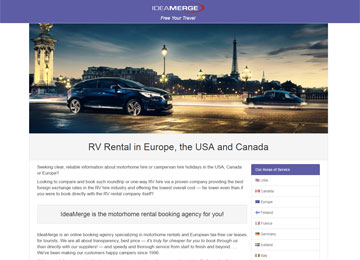 IDEAMERGE
Free Your Travel
RV Rental in Europe, the USA and Canada
Seeking clear, reliable information about motorhome hire or campervan hire holidays in the USA, Canada
or Europe?
Looking to compare and book such roundtrip or one-way RV hire via a proven company providing the best
foreign exchange rates in the RV hire industry and offering the lowest overall cost — far lower even than if
you were to book directly with the RV rental company itself?
IdeaMerge is the motorhome rental booking agency for you!
IdeaMerge is an online booking agency specializing in motorhome rentals and European tax-free car leases
for tourists. We are all about transparency, best price — it's truly far cheaper for you to book through us
than directly with our suppliers! — and speedy and thorough service from start to finish and beyond.
We've been making our customers happy campers since 1996.
Our Areas of Service
USA
Canada
Europe
Finland
France
Germany
Iceland
Italy